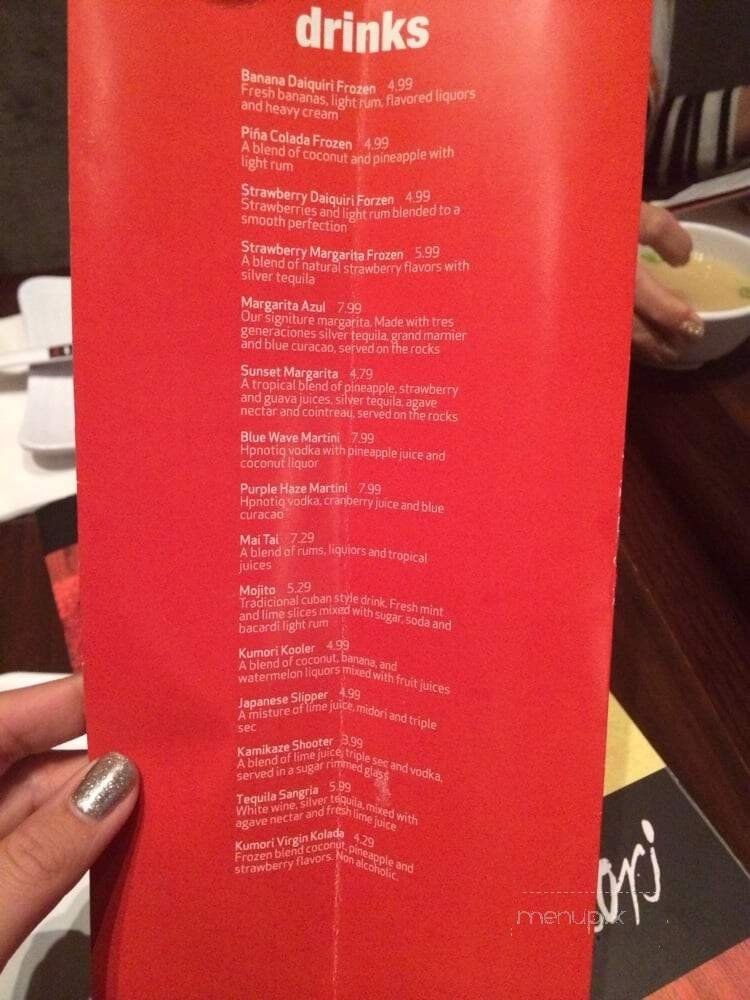 drinks
Banana Daiquiri Frozen 4.99
Fresh bananas, light rum, flavored liquors
and heavy cream
Piña Colada Frozen 4.99
A blend of coconut and pineapple with
light rum
Strawberry Daiquiri Forzen 4.99
Strawberries and light rum blended to a
smooth perfection
Strawberry Margarita Frozen 5.99
A blend of natural strawberry flavors with
silver tequila
Margarita Azul 7.99
Our signiture margarita. Made with tres
generaciones silver tequila, grand marnier
and blue curacao, served on the rocks
Sunset Margarita 4.79
A tropical blend of pineapple, strawberry
and guava juices, silver tequila, agave
nectar and cointreau, served on the rocks
Blue Wave Martini 7.99
Hpnotiq vodka with pineapple juice and
coconut liquor
Purple Haze Martini 7.99
Hpnotiq vodka, cranberry juice and blue
curacao
Mai Tai 7.29
A blend of rums, liquiors and tropical
juices
Mojito 5.29
Tradicional cuban style drink. Fresh mint
and lime slices mixed with sugar, soda and
bacardi light rum
Kumori Kooler 4.99
A blend of coconut, banana, and
watermelon liquors mixed with fruit juices
Japanese Slipper 4.99
A misture of lime juice, midori and triple
sec
Kamikaze Shooter 3.99
A blend of lime juice, triple sec and vodka,
served in a sugar rimmed glass
Tequila Sangria 5.99
White wine, silver tequila, mixed with
agave nectar and fresh lime juice
Kumori Virgin Kolada 4.29
Frozen blend coconut, pineapple and
strawberry flavors. Non alcoholic.
ori
menupix